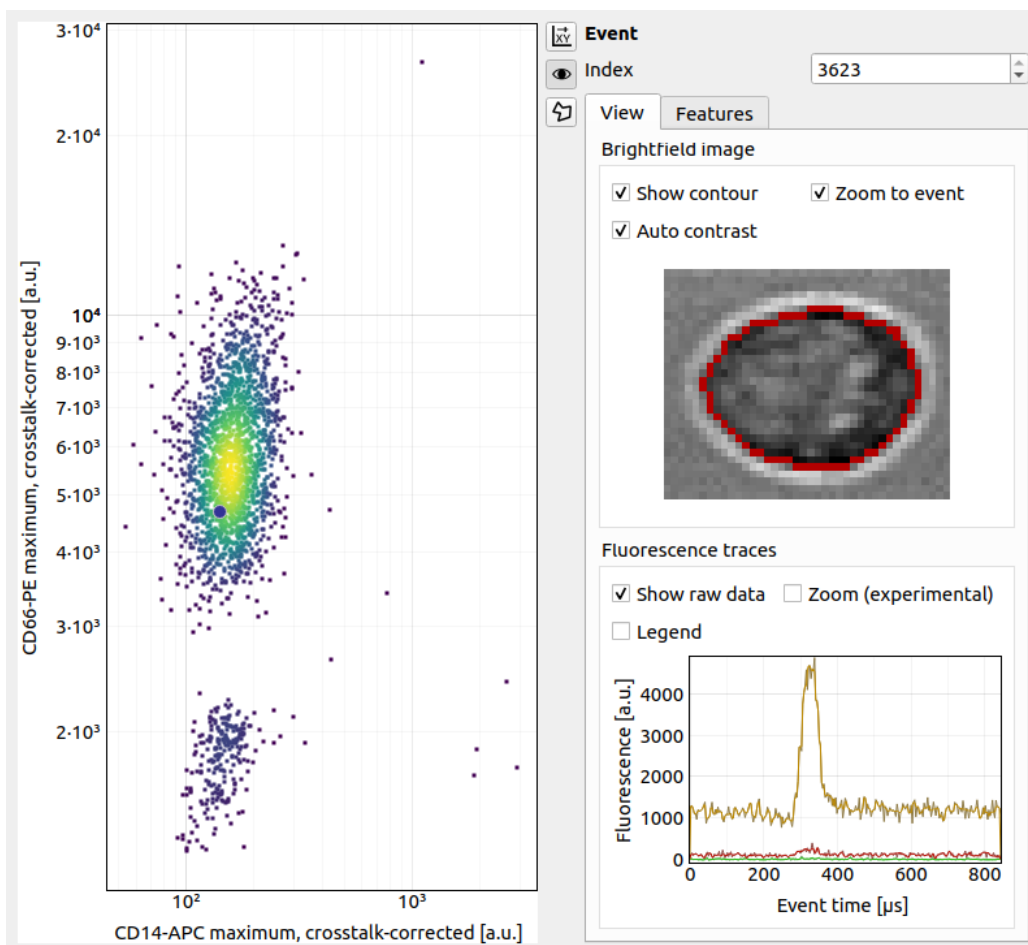 3·10⁴
2·10⁴
10⁴
9·10³
8·10³
7·10³
6·10³
5·10³
4·10³
3·10³
2·10³
CD66-PE maximum, crosstalk-corrected [a.u.]
10² 10³
CD14-APC maximum, crosstalk-corrected [a.u.]
XY
Event
Index 3623
View Features
Brightfield image
Show contour Zoom to event
Auto contrast
Fluorescence traces
Show raw data Zoom (experimental)
Legend
Fluorescence [a.u.]
4000
3000
2000
1000
0
0 200 400 600 800
Event time [µs]